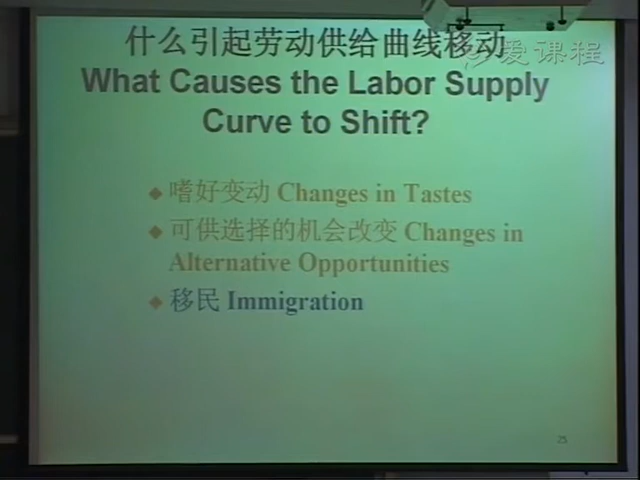 什么引起劳动供给曲线移动
爱课程
What Causes the Labor Supply
Curve to Shift?
嗜好变动 Changes in Tastes
可供选择的机会改变 Changes in
Alternative Opportunities
移民 Immigration
25